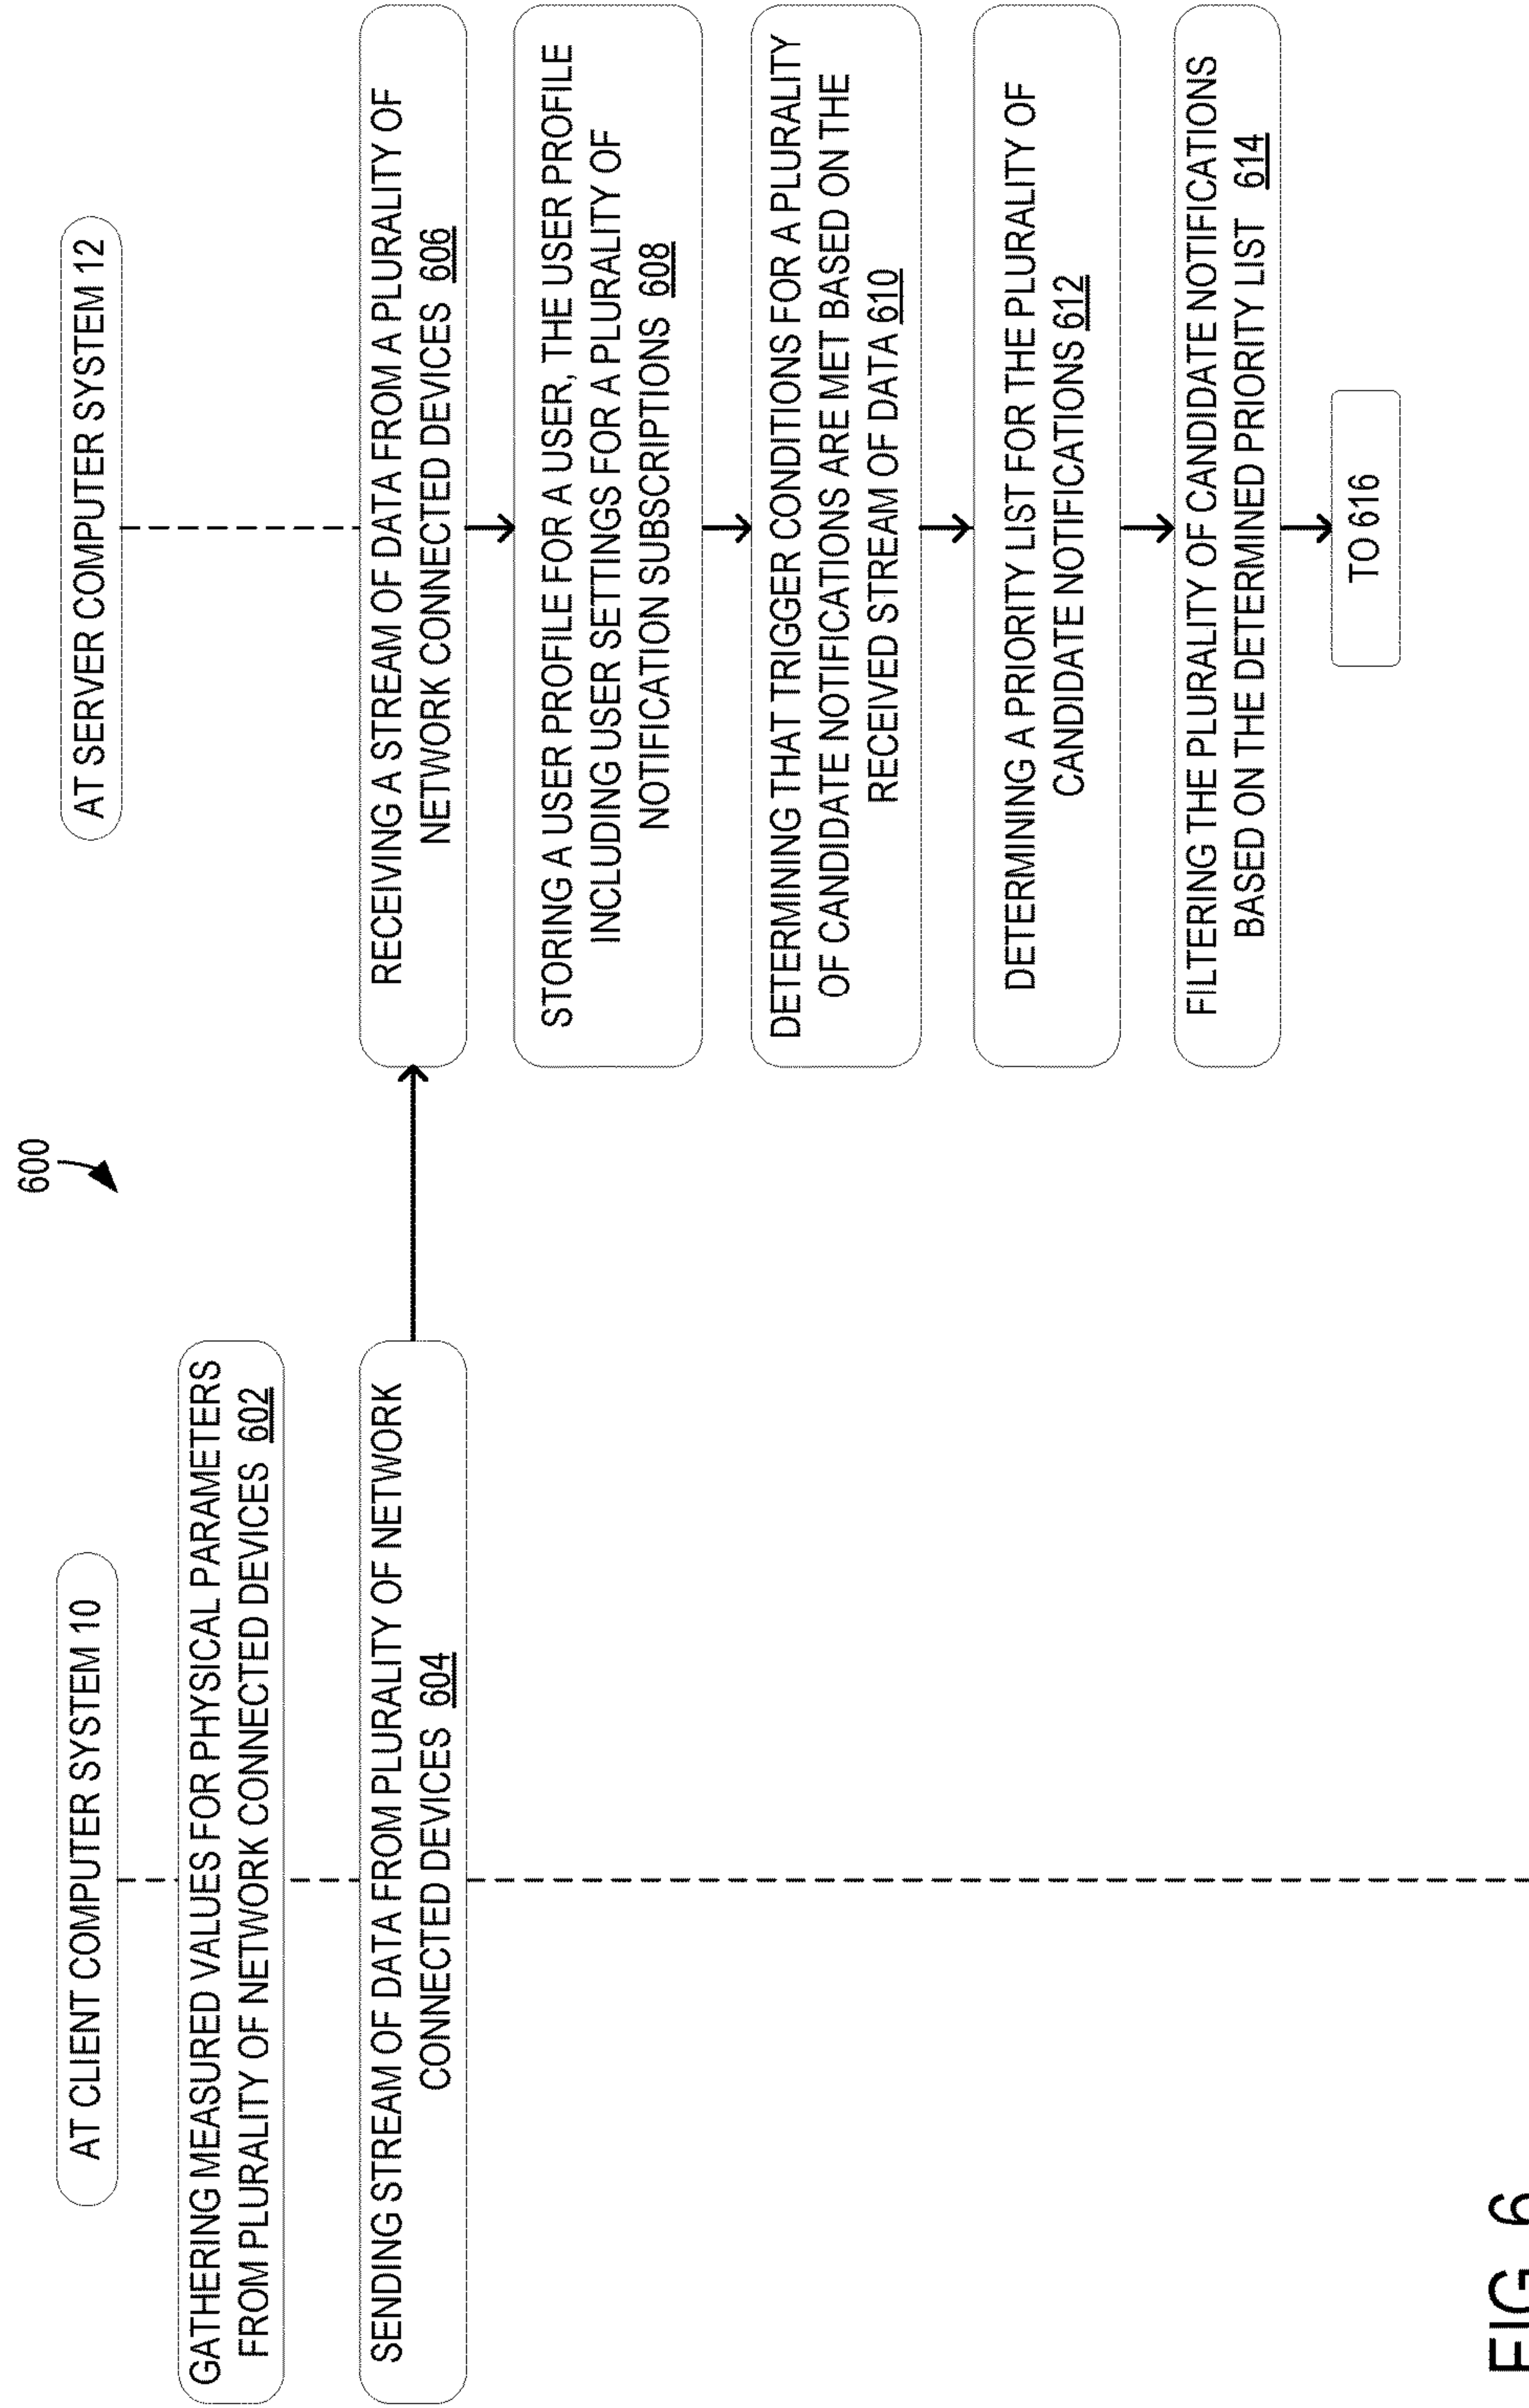 600
AT CLIENT COMPUTER SYSTEM 10
GATHERING MEASURED VALUES FOR PHYSICAL PARAMETERS
FROM PLURALITY OF NETWORK CONNECTED DEVICES 602
SENDING STREAM OF DATA FROM PLURALITY OF NETWORK
CONNECTED DEVICES 604
AT SERVER COMPUTER SYSTEM 12
RECEIVING A STREAM OF DATA FROM A PLURALITY OF
NETWORK CONNECTED DEVICES 606
STORING A USER PROFILE FOR A USER, THE USER PROFILE
INCLUDING USER SETTINGS FOR A PLURALITY OF
NOTIFICATION SUBSCRIPTIONS 608
DETERMINING THAT TRIGGER CONDITIONS FOR A PLURALITY
OF CANDIDATE NOTIFICATIONS ARE MET BASED ON THE
RECEIVED STREAM OF DATA 610
DETERMINING A PRIORITY LIST FOR THE PLURALITY OF
CANDIDATE NOTIFICATIONS 612
FILTERING THE PLURALITY OF CANDIDATE NOTIFICATIONS
BASED ON THE DETERMINED PRIORITY LIST 614
TO 616